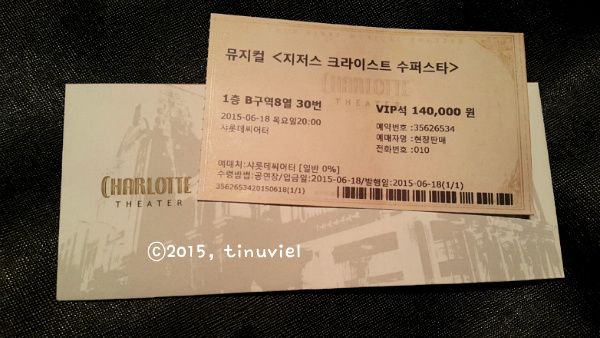 뮤지컬 <지저스 크라이스트 수퍼스타>
CHARLOTTE
THEATER
1층 B구역8열 30번
VIP석 140,000 원
2015-06-18 목요일20:00
샤롯데씨어터
예약번호 :35626534
예매자명 :현장판매
전화번호 :010
예매처:샤롯데씨어터 [일반 0%]
수령방법:공연장/입금일:2015-06-18/발행일:2015-06-18(1/1)
3562653420150618(1/1)
CHARLOTTE
THEATER
©2015, tinuviel